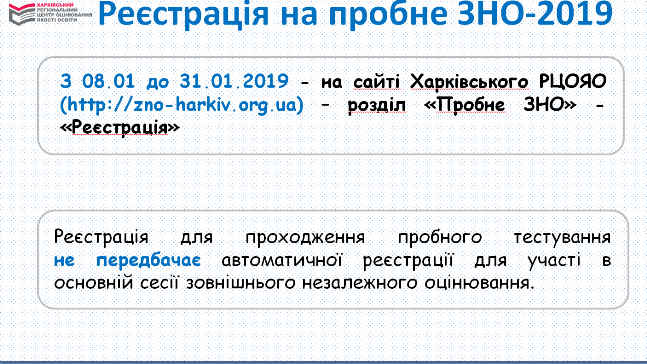 ХАРКІВСЬКИЙ
РЕГІОНАЛЬНИЙ
ЦЕНТР ОЦІНЮВАННЯ
ЯКОСТІ ОСВІТИ
Реєстрація на пробне ЗНО-2019
З 08.01 до 31.01.2019 - на сайті Харківського РЦОЯО
(http://zno-harkiv.org.ua) – розділ «Пробне ЗНО» -
«Реєстрація»
Реєстрація для проходження пробного тестування
не передбачає автоматичної реєстрації для участі в
основній сесії зовнішнього незалежного оцінювання.